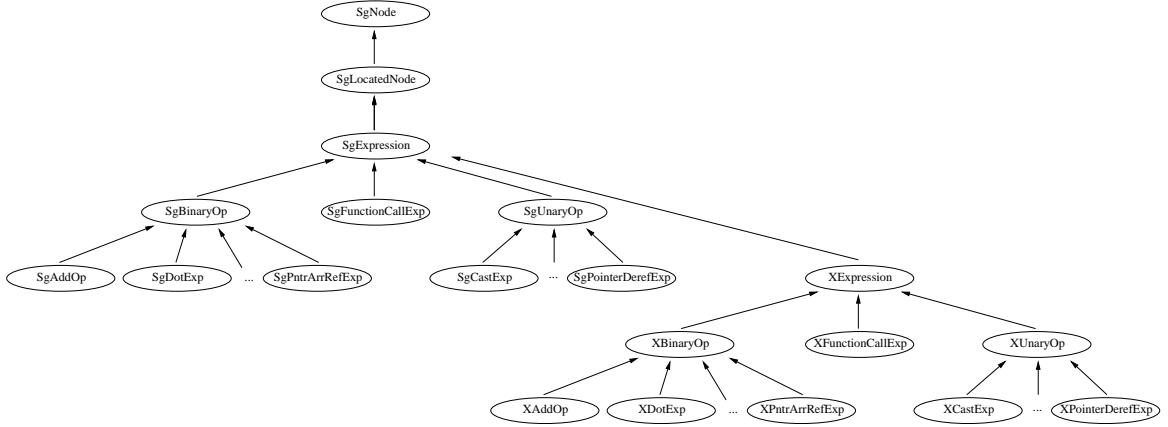 SgNode
SgLocatedNode
SgExpression
SgBinaryOp SgFunctionCallExp SgUnaryOp
SgAddOp SgDotExp ... SgPntrArrRefExp SgCastExp ... SgPointerDerefExp XExpression
XBinaryOp XFunctionCallExp XUnaryOp
XAddOp XDotExp ... XPntrArrRefExp XCastExp ... XPointerDerefExp